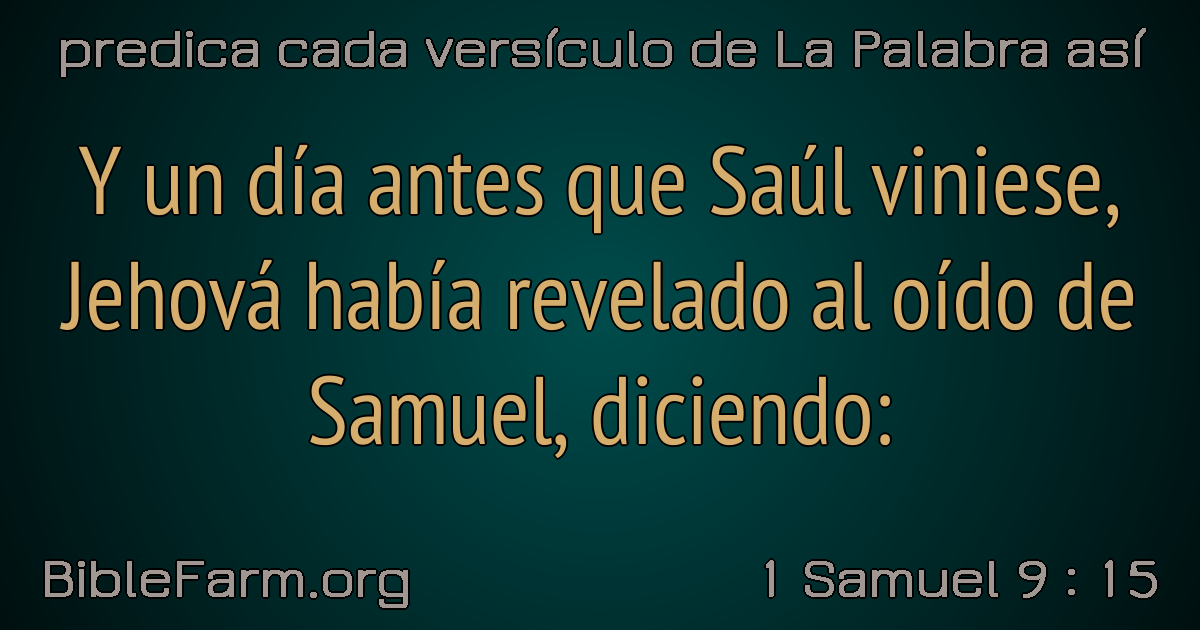 predica cada versículo de La Palabra así
Y un día antes que Saúl viniese,
Jehová había revelado al oído de
Samuel, diciendo:
BibleFarm.org
1 Samuel 9 : 15